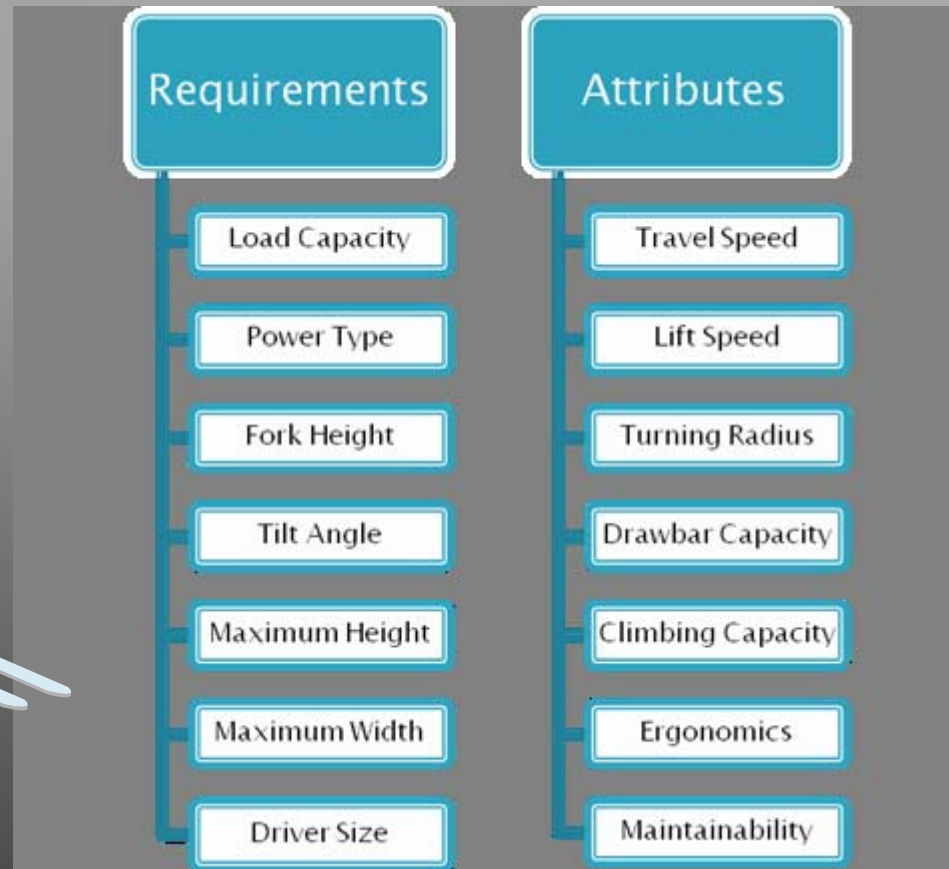 Requirements
Load Capacity
Power Type
Fork Height
Tilt Angle
Maximum Height
Maximum Width
Driver Size
Attributes
Travel Speed
Lift Speed
Turning Radius
Drawbar Capacity
Climbing Capacity
Ergonomics
Maintainability